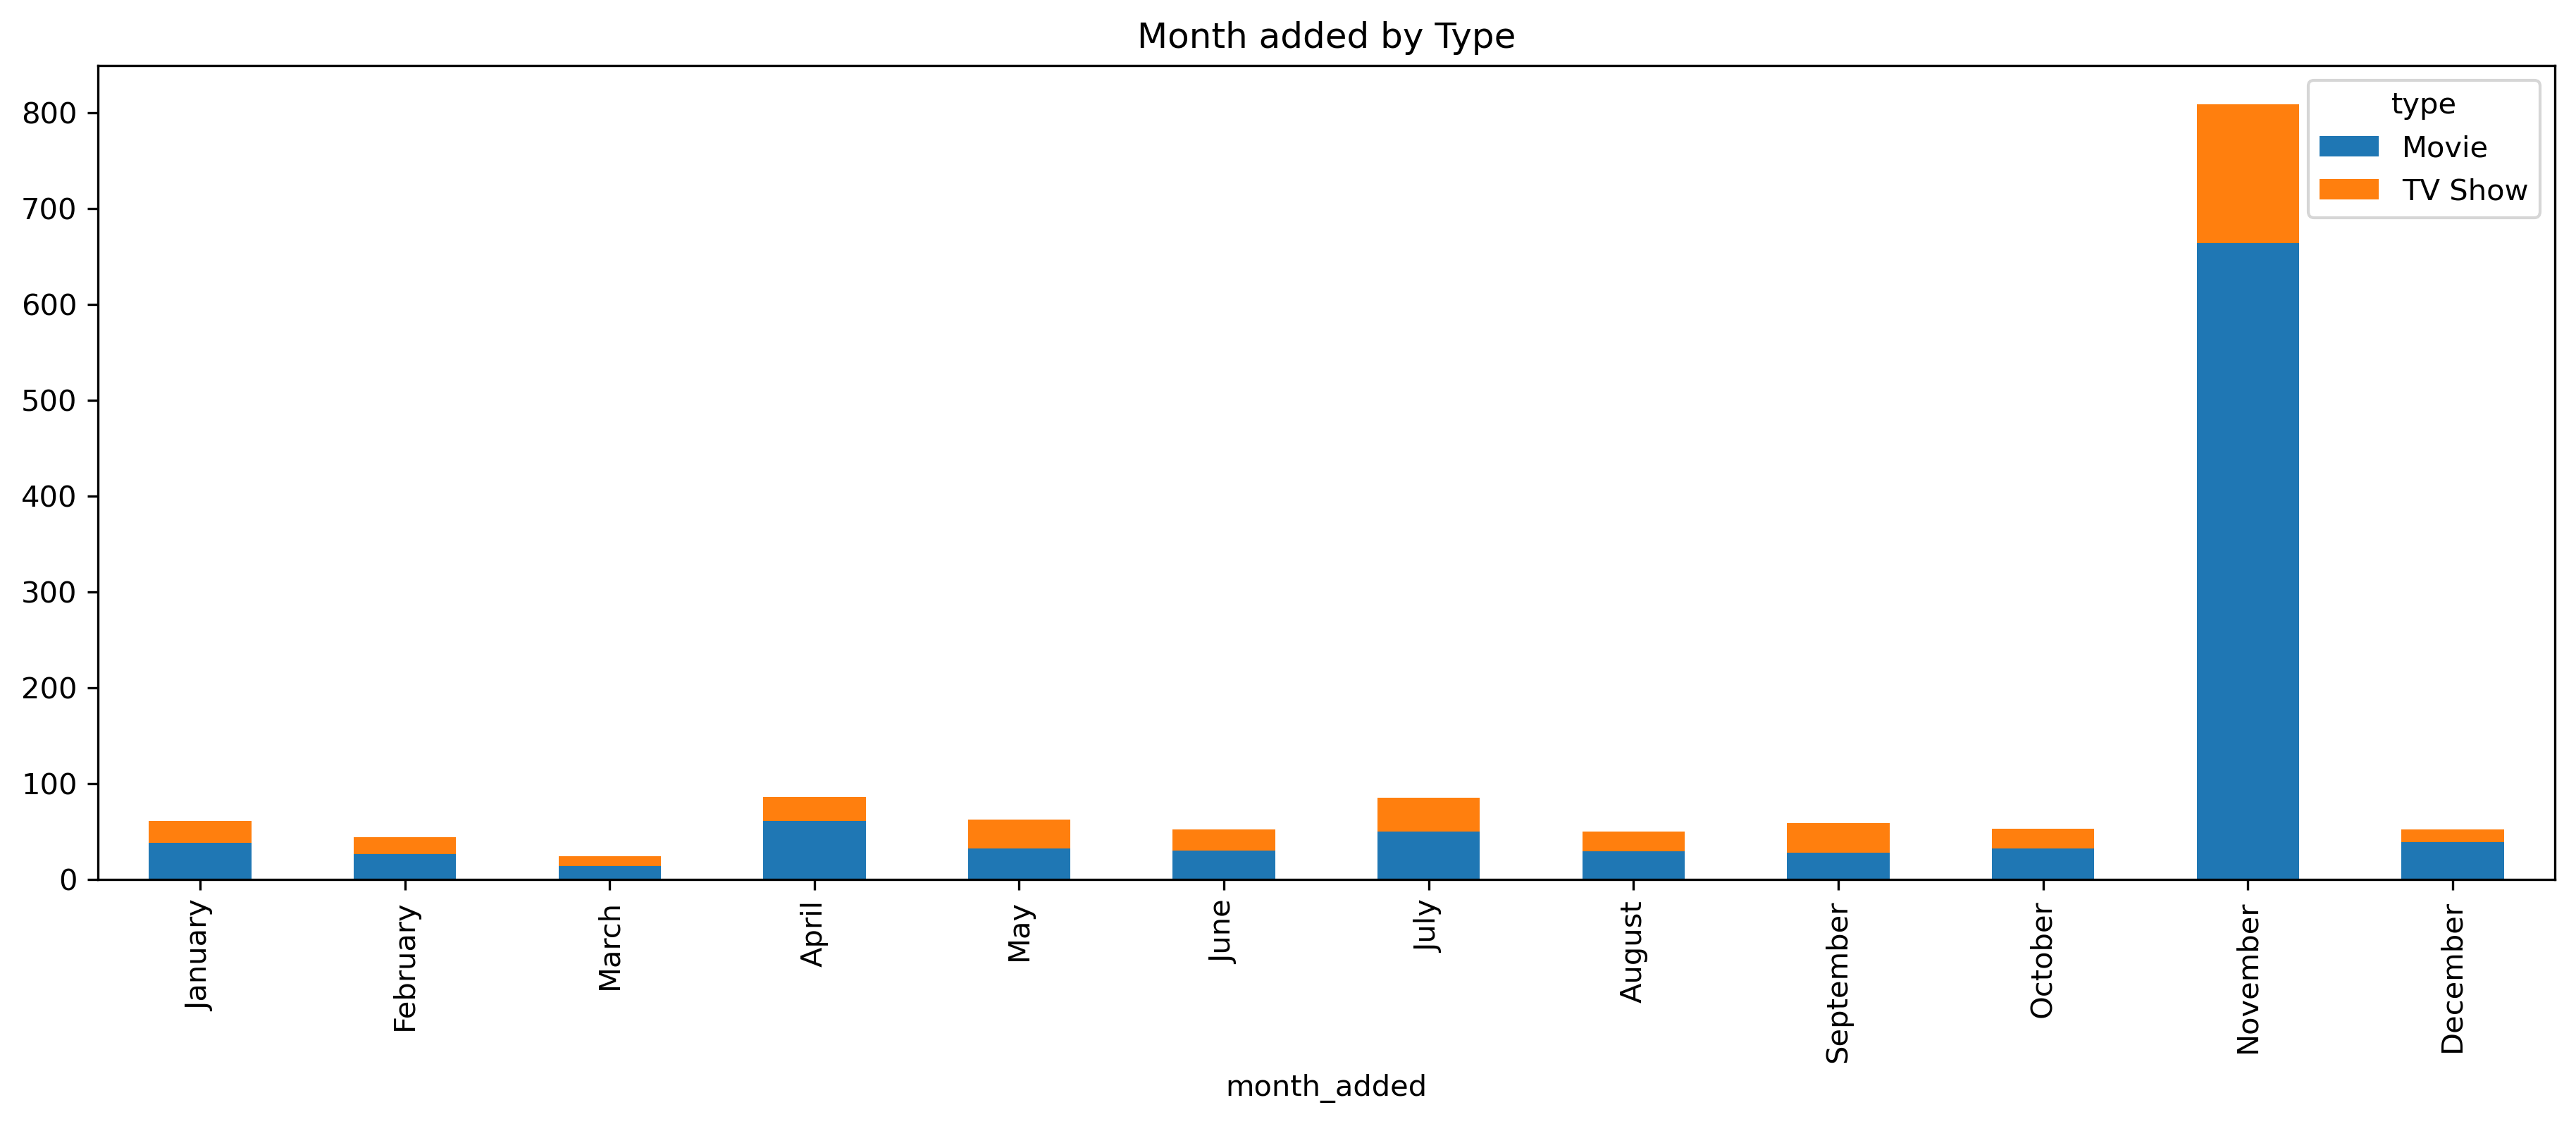 Month added by Type
800
700
600
500
400
300
200
100
0
type
Movie
TV Show
January
February
March
April
May
June
July
August
September
October
November
December
month_added